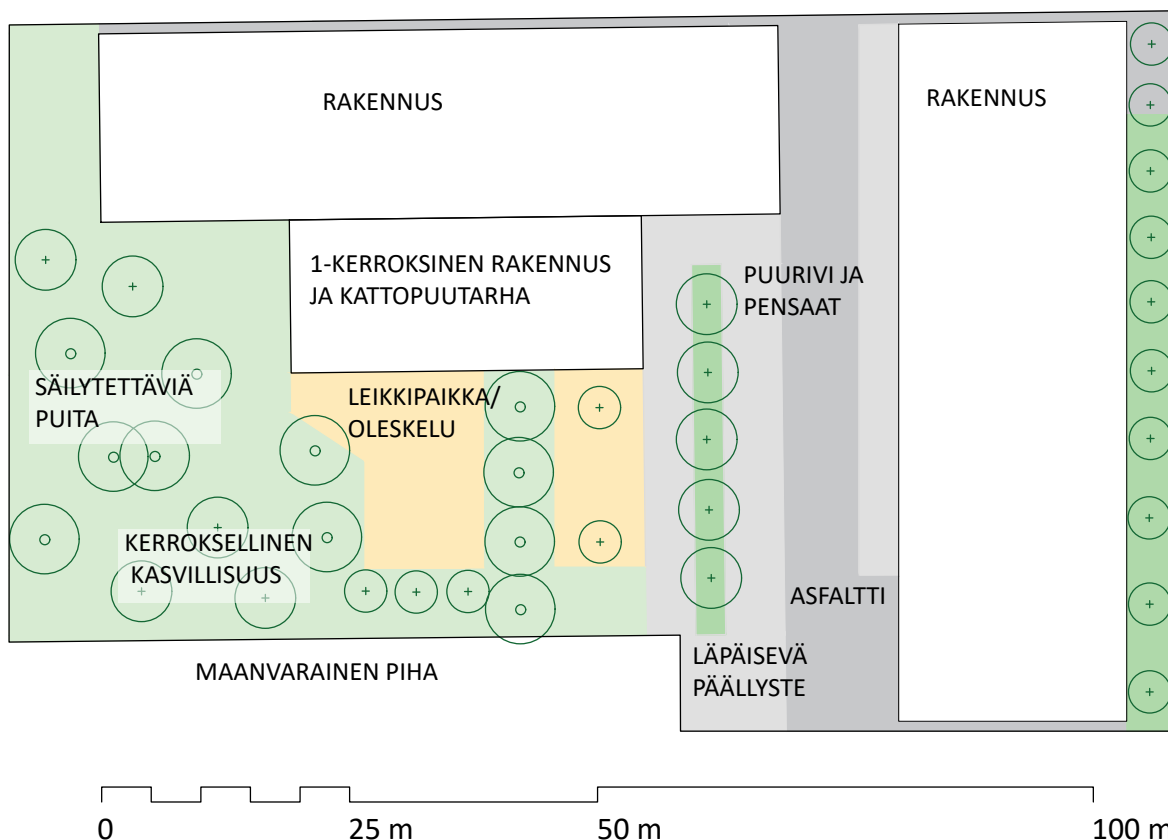 RAKENNUS
RAKENNUS
1-KERROKSINEN RAKENNUS
JA KATTOPUUTARHA
PUURIVI JA
PENSAAT
SÄILYTETTÄVIÄ
PUITA
LEIKKIPAIKKA/
OLESKELU
KERROKSELLINEN
KASVILLISUUS
ASFALTTI
MAANVARAINEN PIHA
LÄPÄISEVÄ
PÄÄLLYSTE
0 25 m 50 m 100 m